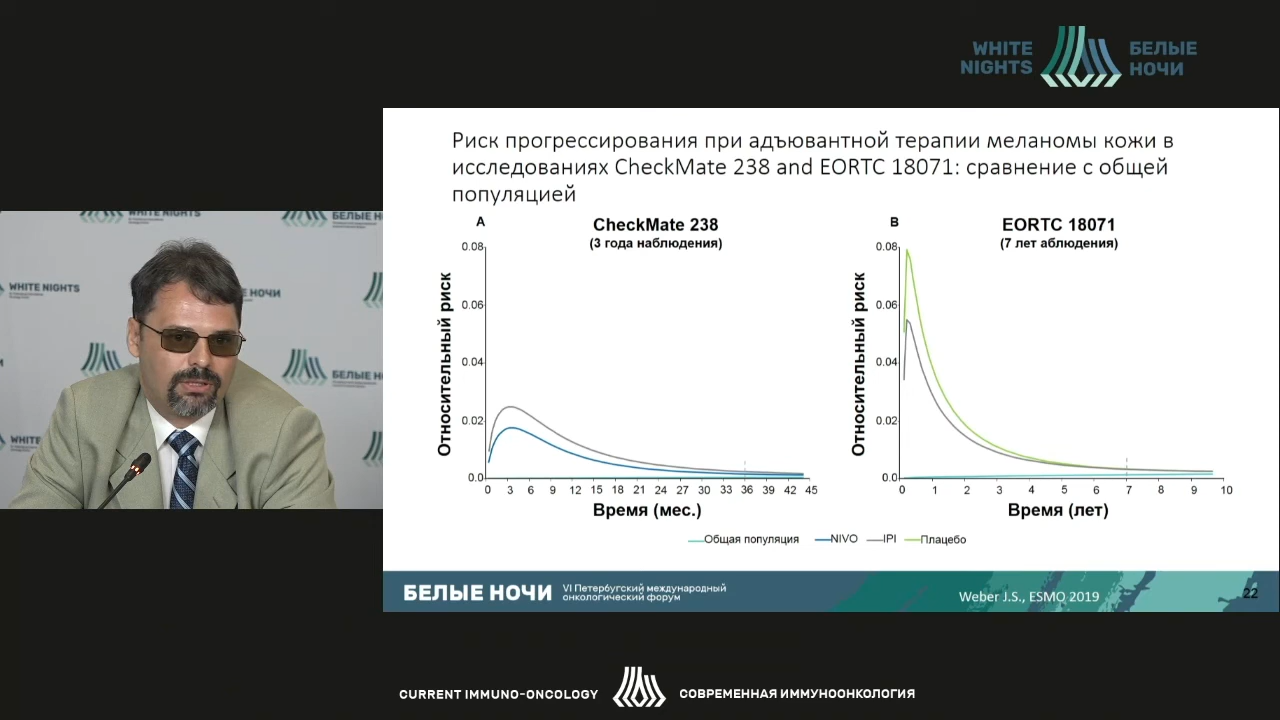 WHITE
NIGHTS
БЕЛЫЕ
НОЧИ
Риск прогрессирования при адъювантной терапии меланомы кожи в
исследованиях CheckMate 238 and EORTC 18071: сравнение с общей
популяцией
A
CheckMate 238
(3 года наблюдения)
Относительный риск
0.08
0.06
0.04
0.02
0.0
0 3 6 9 12 15 18 21 24 27 30 33 36 39 42 45
Время (мес.)
B
EORTC 18071
(7 лет аблюдения)
Относительный риск
0.08
0.06
0.04
0.02
0.0
0 1 2 3 4 5 6 7 8 9 10
Время (лет)
Общая популяция NIVO IPI Плацебо
БЕЛЫЕ НОЧИ
VI Петербугский международный
онкологический форум
Weber J.S., ESMO 2019
22
WHITE NIGHTS
WHITE NIGHTS
CURRENT IMMUNO-ONCOLOGY
СОВРЕМЕННАЯ ИММУНООНКОЛОГИЯ